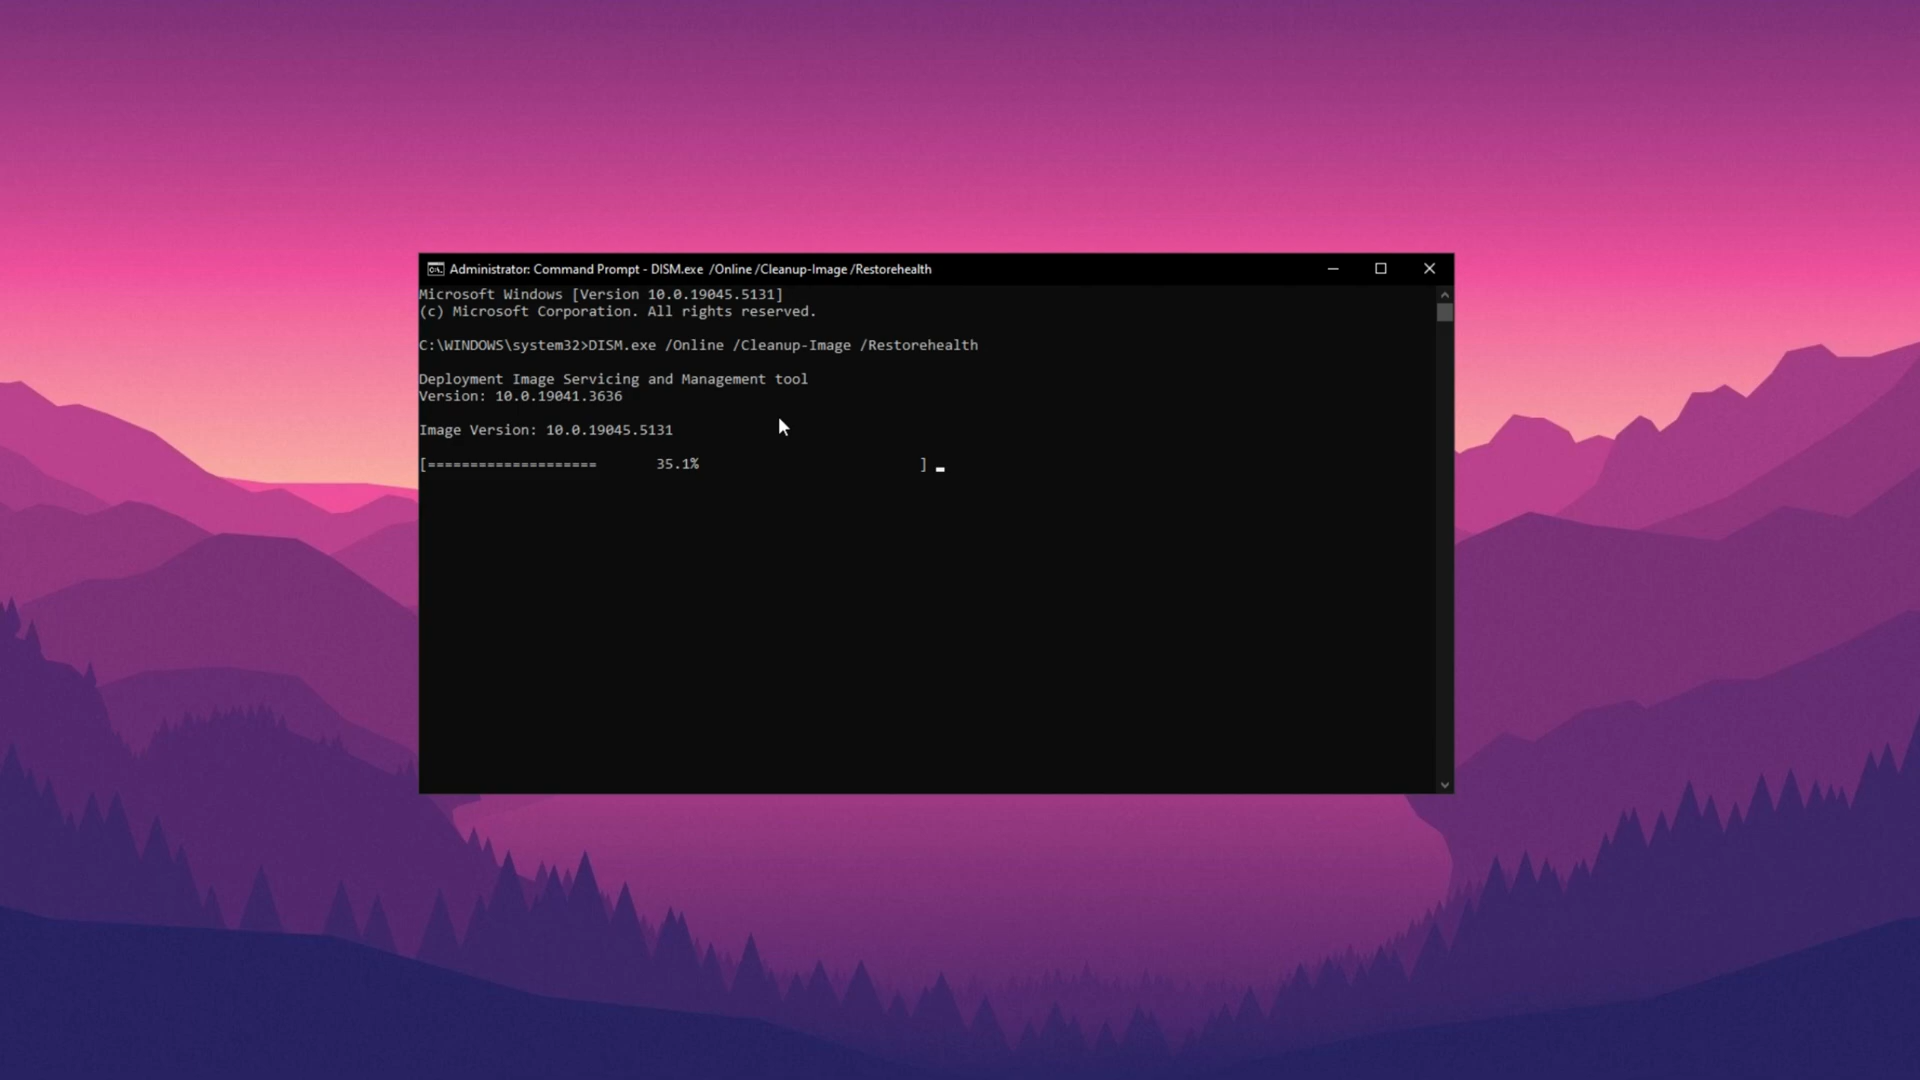 Administrator: Command Prompt - DISM.exe /Online /Cleanup-Image /Restorehealth
Microsoft Windows [Version 10.0.19045.5131]
(c) Microsoft Corporation. All rights reserved.
C:\WINDOWS\system32>DISM.exe /Online /Cleanup-Image /Restorehealth
Deployment Image Servicing and Management tool
Version: 10.0.19041.3636
Image Version: 10.0.19045.5131
[==================== 35.1% ]